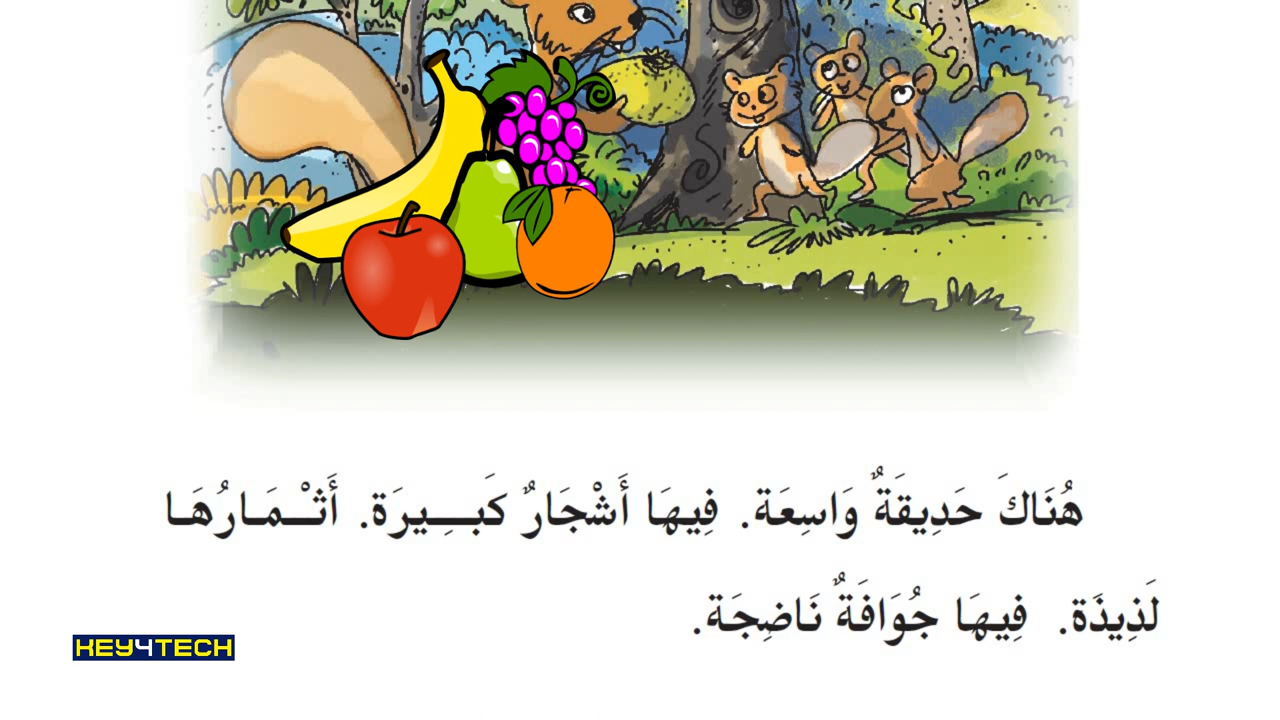 هُنَاكَ حَدِيقَةٌ وَاسِعَة. فِيهَا أَشْجَارٌ كَبِيرَة. أَثْمَارُهَا
لَذِيذَة. فِيهَا جُوَافَةٌ نَاضِجَة.
KEY4TECH